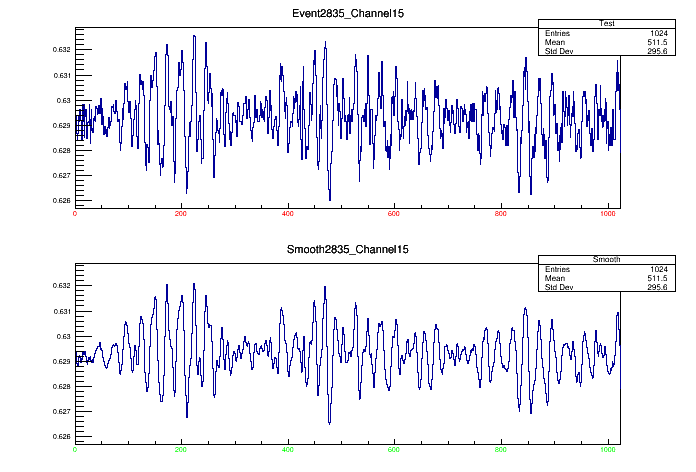 Event2835_Channel15
Test
Entries 1024
Mean 511.5
Std Dev 295.6
0.632
0.631
0.63
0.629
0.628
0.627
0.626
0 200 400 600 800 1000
Smooth2835_Channel15
Smooth
Entries 1024
Mean 511.5
Std Dev 295.6
0.632
0.631
0.63
0.629
0.628
0.627
0.626
0 200 400 600 800 1000